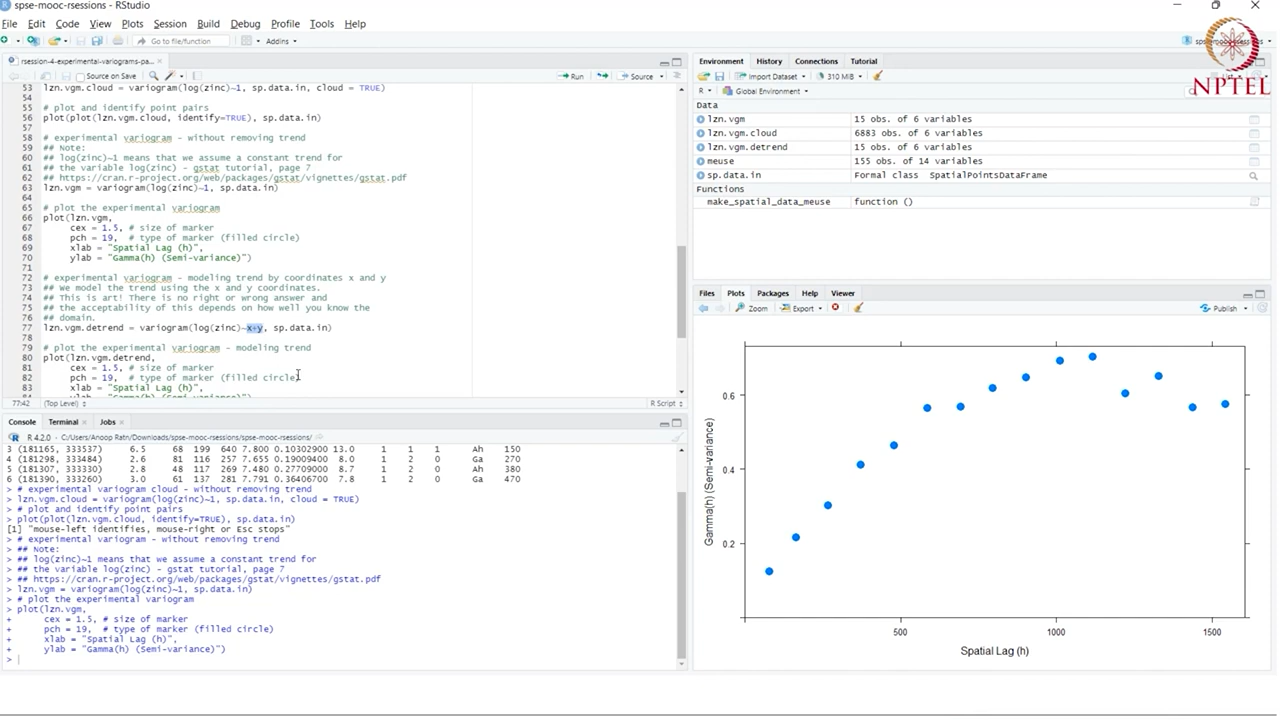 spse-mooc-rsessions - RStudio
File Edit Code View Plots Session Build Debug Profile Tools Help
Go to file/function
Addins
NPTEL
rsession-4-experimental-variograms-pa...
Source on Save
Run
Source
53 lzn.vgm.cloud = variogram(log(zinc)~1, sp.data.in, cloud = TRUE)
54
55 # plot and identify point pairs
56 plot(plot(lzn.vgm.cloud, identify=TRUE), sp.data.in)
57
58 # experimental variogram - without removing trend
59 ## Note:
60 ## log(zinc)~1 means that we assume a constant trend for
61 ## the variable log(zinc) - gstat tutorial, page 7
62 ## https://cran.r-project.org/web/packages/gstat/vignettes/gstat.pdf
63 lzn.vgm = variogram(log(zinc)~1, sp.data.in)
64
65 # plot the experimental variogram
66 plot(lzn.vgm,
67 cex = 1.5, # size of marker
68 pch = 19, # type of marker (filled circle)
69 xlab = "Spatial Lag (h)",
70 ylab = "Gamma(h) (Semi-variance)")
71
72 # experimental variogram - modeling trend by coordinates x and y
73 ## We model the trend using the x and y coordinates.
74 ## This is art! There is no right or wrong answer and
75 ## the acceptability of this depends on how well you know the
76 ## domain.
77 lzn.vgm.detrend = variogram(log(zinc)~x+y, sp.data.in)
78
79 # plot the experimental variogram - modeling trend
80 plot(lzn.vgm.detrend,
81 cex = 1.5, # size of marker
82 pch = 19, # type of marker (filled circle)
83 xlab = "Spatial Lag (h)",
77:42 (Top Level) R Script
Console Terminal Jobs
R 4.2.0 · C:/Users/Anoop Ratn/Downloads/spse-mooc-rsessions/spse-mooc-rsessions/
3 (181165, 333537) 6.5 68 199 640 7.800 0.10302900 13.0 1 1 1 Ah 150
4 (181298, 333484) 2.6 81 116 257 7.655 0.19009400 8.0 1 2 0 Ga 270
5 (181307, 333330) 2.8 48 117 269 7.480 0.27709000 8.7 1 2 0 Ah 380
6 (181390, 333260) 3.0 61 137 281 7.791 0.36406700 7.8 1 2 0 Ga 470
> # experimental variogram cloud - without removing trend
> lzn.vgm.cloud = variogram(log(zinc)~1, sp.data.in, cloud = TRUE)
> # plot and identify point pairs
> plot(plot(lzn.vgm.cloud, identify=TRUE), sp.data.in)
[1] "mouse-left identifies, mouse-right or Esc stops"
> # experimental variogram - without removing trend
> ## Note:
> ## log(zinc)~1 means that we assume a constant trend for
> ## the variable log(zinc) - gstat tutorial, page 7
> ## https://cran.r-project.org/web/packages/gstat/vignettes/gstat.pdf
> lzn.vgm = variogram(log(zinc)~1, sp.data.in)
> # plot the experimental variogram
> plot(lzn.vgm,
+ cex = 1.5, # size of marker
+ pch = 19, # type of marker (filled circle)
+ xlab = "Spatial Lag (h)",
+ ylab = "Gamma(h) (Semi-variance)")
>
Environment History Connections Tutorial
Import Dataset 310 MiB
R Global Environment
Data
lzn.vgm 15 obs. of 6 variables
lzn.vgm.cloud 6883 obs. of 6 variables
lzn.vgm.detrend 15 obs. of 6 variables
meuse 155 obs. of 14 variables
sp.data.in Formal class SpatialPointsDataFrame
Functions
make_spatial_data_meuse function ()
Files Plots Packages Help Viewer
Zoom Export Publish
0.6
0.4
0.2
Gamma(h) (Semi-variance)
500 1000 1500
Spatial Lag (h)